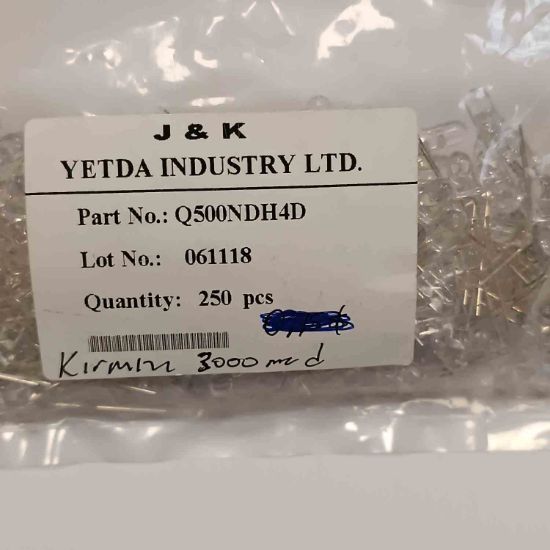 J & K
YETDA INDUSTRY LTD.
Part No.: Q500NDH4D
Lot No.: 061118
Quantity: 250 pcs
Kırmızı 3000 mcd